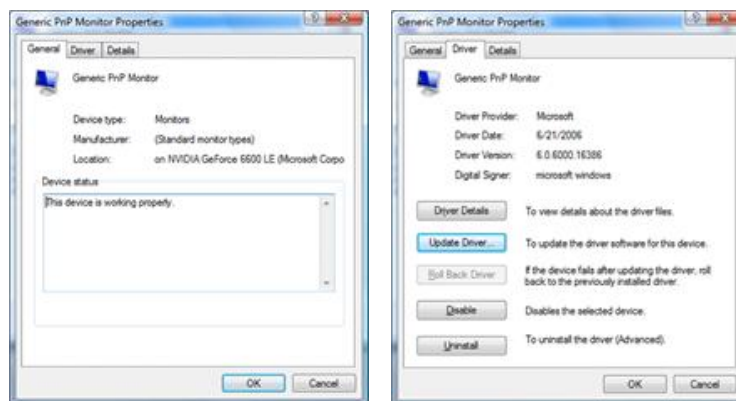 Generic PnP Monitor Properties
General Driver Details
Generic PnP Monitor
Device type: Monitors
Manufacturer: (Standard monitor types)
Location: on NVIDIA GeForce 6600 LE (Microsoft Corpo
Device status
This device is working properly.
OK Cancel
Generic PnP Monitor Properties
General Driver Details
Generic PnP Monitor
Driver Provider: Microsoft
Driver Date: 6/21/2006
Driver Version: 6.0.6000.16386
Digital Signer: microsoft windows
Driver Details To view details about the driver files.
Update Driver... To update the driver software for this device.
Roll Back Driver If the device fails after updating the driver, roll
back to the previously installed driver.
Disable Disables the selected device.
Uninstall To uninstall the driver (Advanced).
OK Cancel